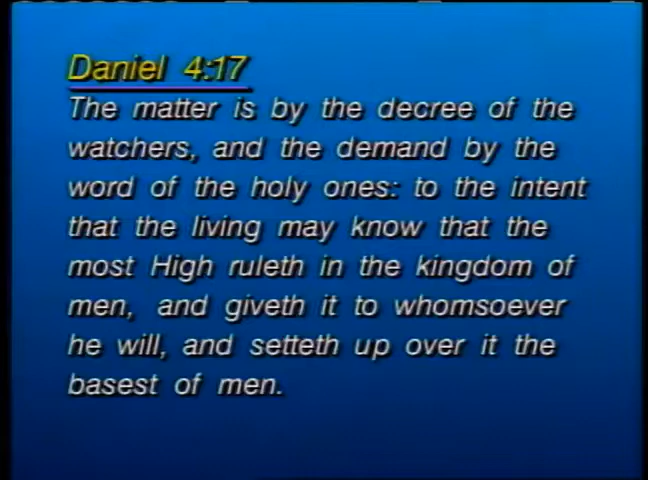 Daniel 4:17
The matter is by the decree of the
watchers, and the demand by the
word of the holy ones: to the intent
that the living may know that the
most High ruleth in the kingdom of
men, and giveth it to whomsoever
he will, and setteth up over it the
basest of men.